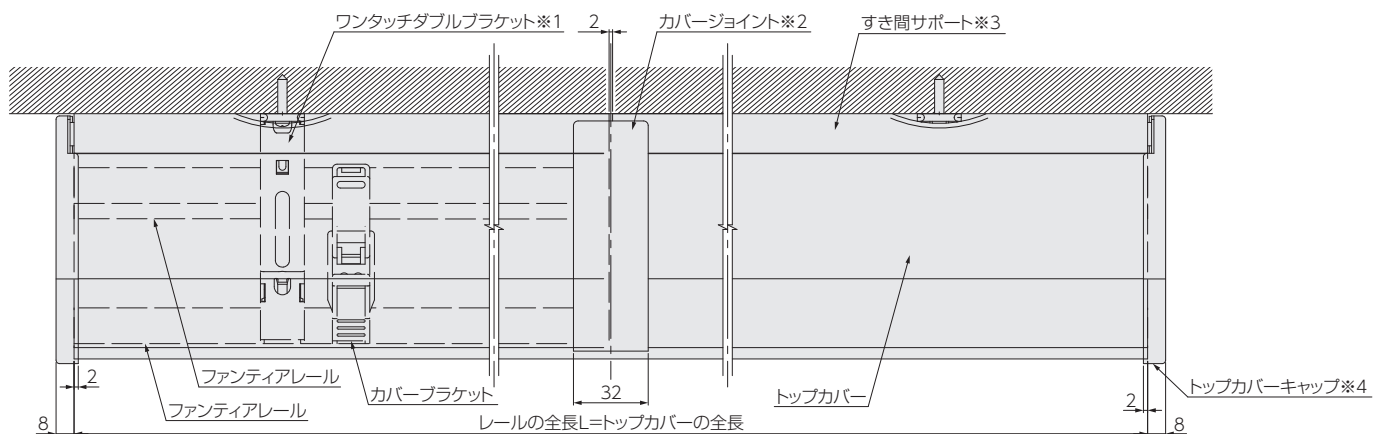 ワンタッチダブルブラケット※1
2
カバージョイント※2
すき間サポート※3
ファンティアレール
ファンティアレール
カバーブラケット
32
トップカバー
トップカバーキャップ※4
2
2
8
レールの全長L=トップカバーの全長
8